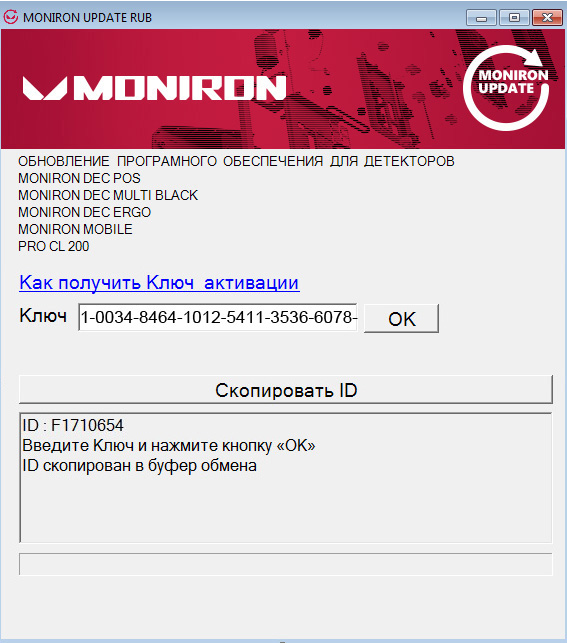 MONIRON UPDATE RUB
MONIRON
MONIRON
UPDATE
ОБНОВЛЕНИЕ ПРОГРАМНОГО ОБЕСПЕЧЕНИЯ ДЛЯ ДЕТЕКТОРОВ
MONIRON DEC POS
MONIRON DEC MULTI BLACK
MONIRON DEC ERGO
MONIRON MOBILE
PRO CL 200
Как получить Ключ активации
Ключ 1-0034-8464-1012-5411-3536-6078- OK
Скопировать ID
ID : F1710654
Введите Ключ и нажмите кнопку «OK»
ID скопирован в буфер обмена